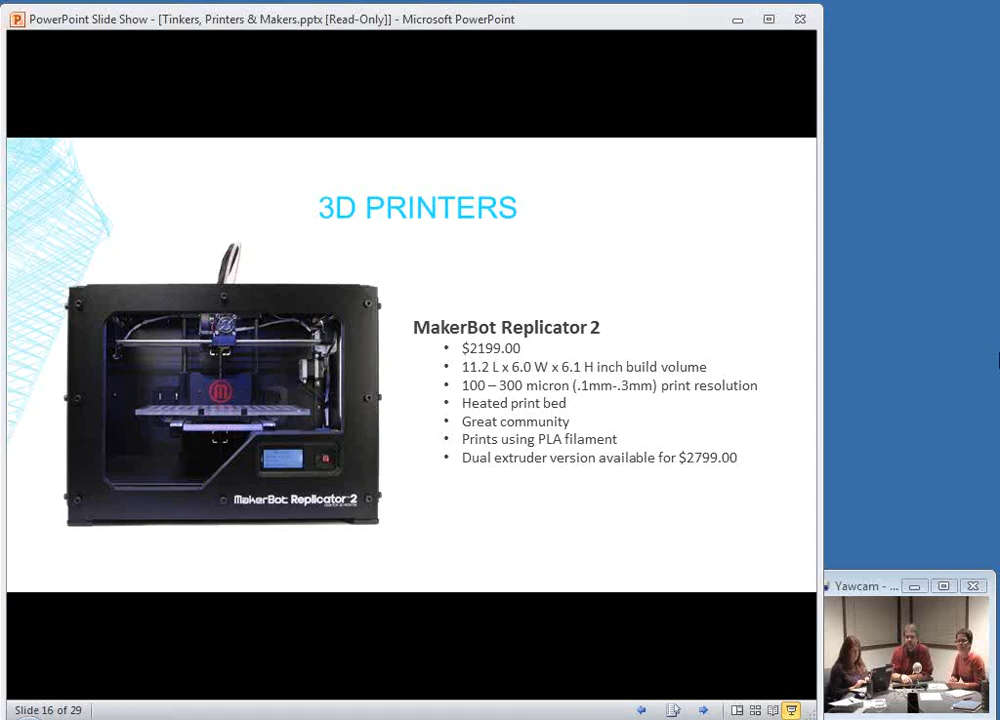 PowerPoint Slide Show - [Tinkers, Printers & Makers.pptx [Read-Only]] - Microsoft PowerPoint
3D PRINTERS
MakerBot Replicator 2
• $2199.00
• 11.2 L x 6.0 W x 6.1 H inch build volume
• 100 – 300 micron (.1mm-.3mm) print resolution
• Heated print bed
• Great community
• Prints using PLA filament
• Dual extruder version available for $2799.00
MakerBot Replicator™2
Yawcam - ...
Slide 16 of 29